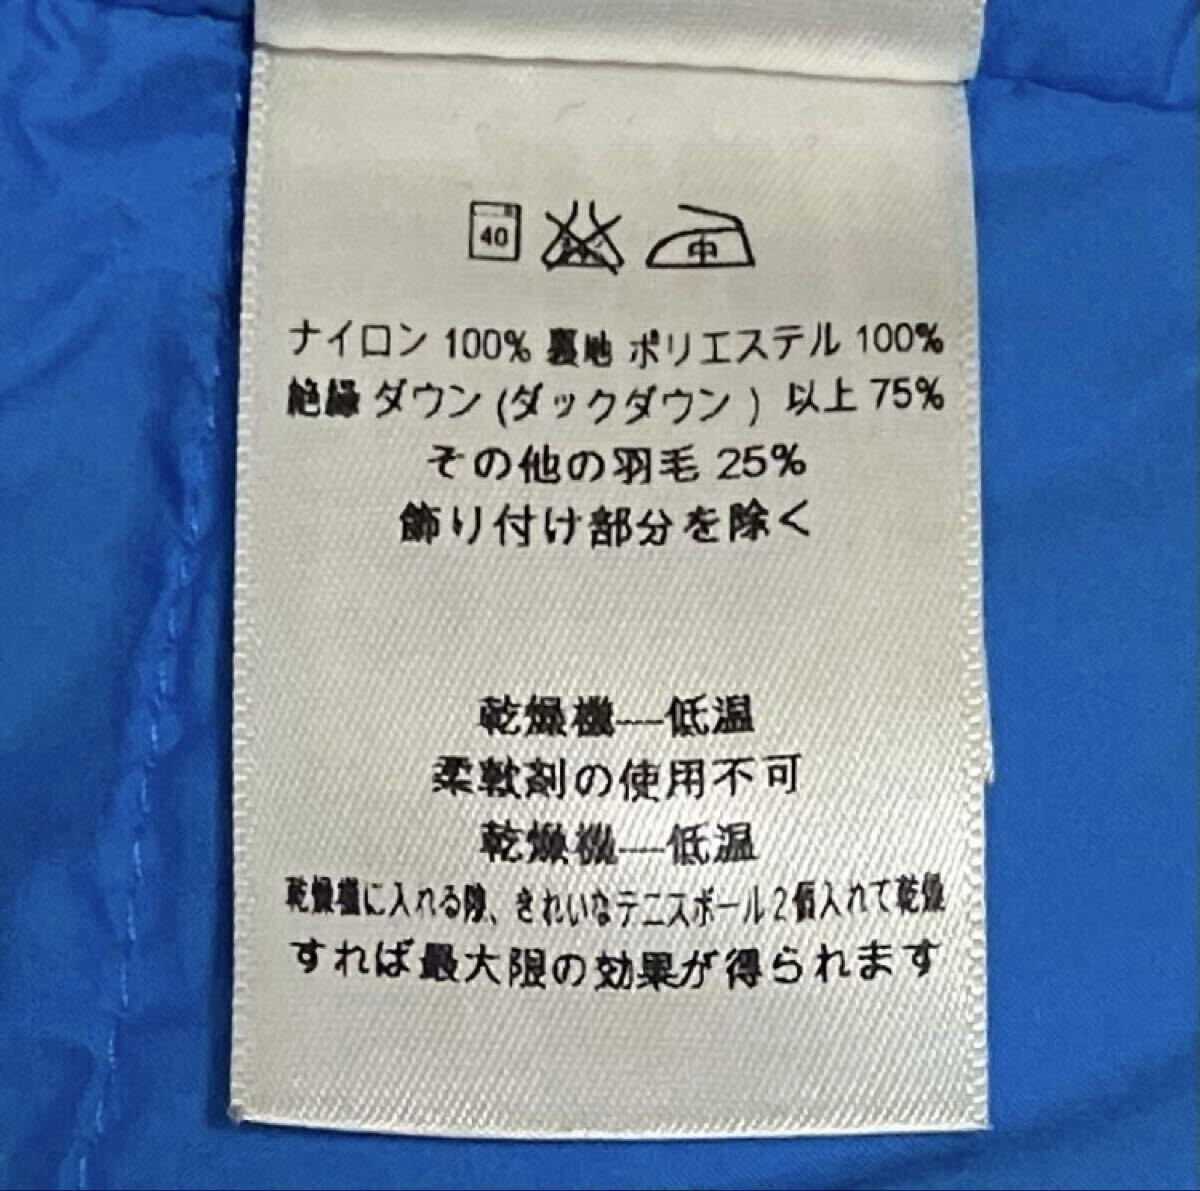 40 中
ナイロン 100% 裏地 ポリエステル 100%
絶縁 ダウン (ダックダウン) 以上 75%
その他の羽毛 25%
飾り付け部分を除く
乾燥機—低温
柔軟剤の使用不可
乾燥機—低温
乾燥機に入れる際、きれいなテニスボール2個入れて乾燥
すれば最大限の効果が得られます